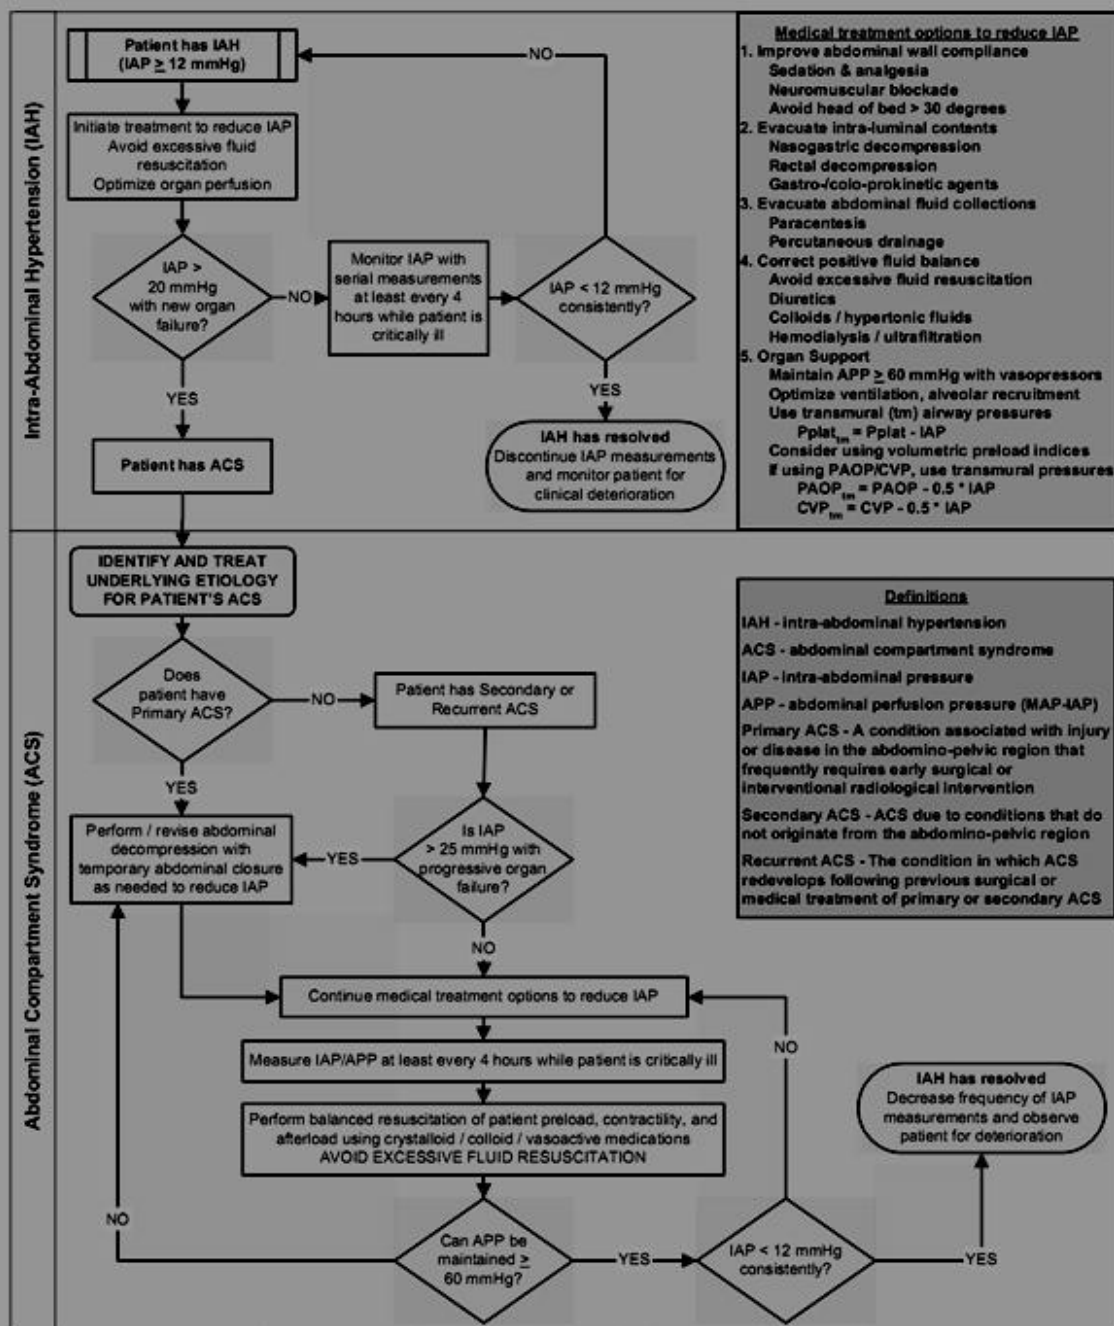 Intra-Abdominal Hypertension (IAH)
Patient has IAH
(IAP ≥ 12 mmHg)
NO
Initiate treatment to reduce IAP
Avoid excessive fluid
resuscitation
Optimize organ perfusion
IAP >
20 mmHg
with new organ
failure?
NO
Monitor IAP with
serial measurements
at least every 4
hours while patient is
critically ill
IAP < 12 mmHg
consistently?
YES
YES
Patient has ACS
IAH has resolved
Discontinue IAP measurements
and monitor patient for
clinical deterioration
Medical treatment options to reduce IAP
1. Improve abdominal wall compliance
Sedation & analgesia
Neuromuscular blockade
Avoid head of bed > 30 degrees
2. Evacuate intra-luminal contents
Nasogastric decompression
Rectal decompression
Gastro-/colo-prokinetic agents
3. Evacuate abdominal fluid collections
Paracentesis
Percutaneous drainage
4. Correct positive fluid balance
Avoid excessive fluid resuscitation
Diuretics
Colloids / hypertonic fluids
Hemodialysis / ultrafiltration
5. Organ Support
Maintain APP ≥ 60 mmHg with vasopressors
Optimize ventilation, alveolar recruitment
Use transmural (tm) airway pressures
Pplattm = Pplat - IAP
Consider using volumetric preload indices
If using PAOP/CVP, use transmural pressures
PAOPtm = PAOP - 0.5 * IAP
CVPtm = CVP - 0.5 * IAP
Abdominal Compartment Syndrome (ACS)
IDENTIFY AND TREAT
UNDERLYING ETIOLOGY
FOR PATIENT'S ACS
Does
patient have
Primary ACS?
NO
Patient has Secondary or
Recurrent ACS
YES
Perform / revise abdominal
decompression with
temporary abdominal closure
as needed to reduce IAP
YES
Is IAP
> 25 mmHg with
progressive organ
failure?
NO
Continue medical treatment options to reduce IAP
Measure IAP/APP at least every 4 hours while patient is critically ill
Perform balanced resuscitation of patient preload, contractility, and
afterload using crystalloid / colloid / vasoactive medications
AVOID EXCESSIVE FLUID RESUSCITATION
NO
Can APP be
maintained ≥
60 mmHg?
YES
IAP < 12 mmHg
consistently?
NO
YES
IAH has resolved
Decrease frequency of IAP
measurements and observe
patient for deterioration
Definitions
IAH - intra-abdominal hypertension
ACS - abdominal compartment syndrome
IAP - intra-abdominal pressure
APP - abdominal perfusion pressure (MAP-IAP)
Primary ACS - A condition associated with injury
or disease in the abdomino-pelvic region that
frequently requires early surgical or
interventional radiological intervention
Secondary ACS - ACS due to conditions that do
not originate from the abdomino-pelvic region
Recurrent ACS - The condition in which ACS
redevelops following previous surgical or
medical treatment of primary or secondary ACS